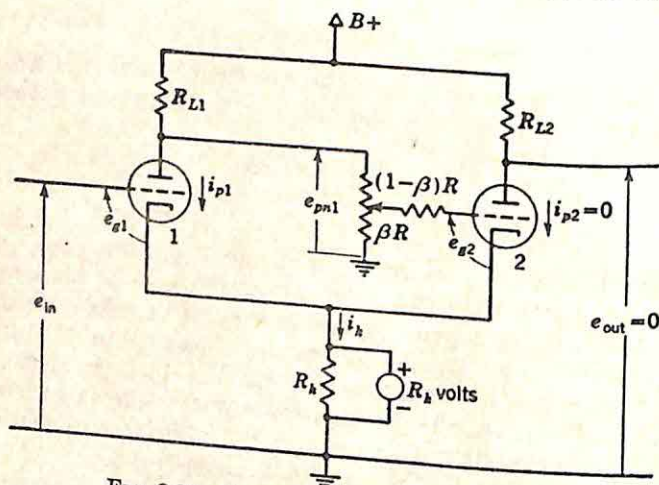 B+
R_L1
R_L2
(1-β)R
i_p1
e_pn1
i_p2=0
e_g1
1
βR
e_g2
2
e_in
i_k
e_out=0
R_k
+
R_k volts
-